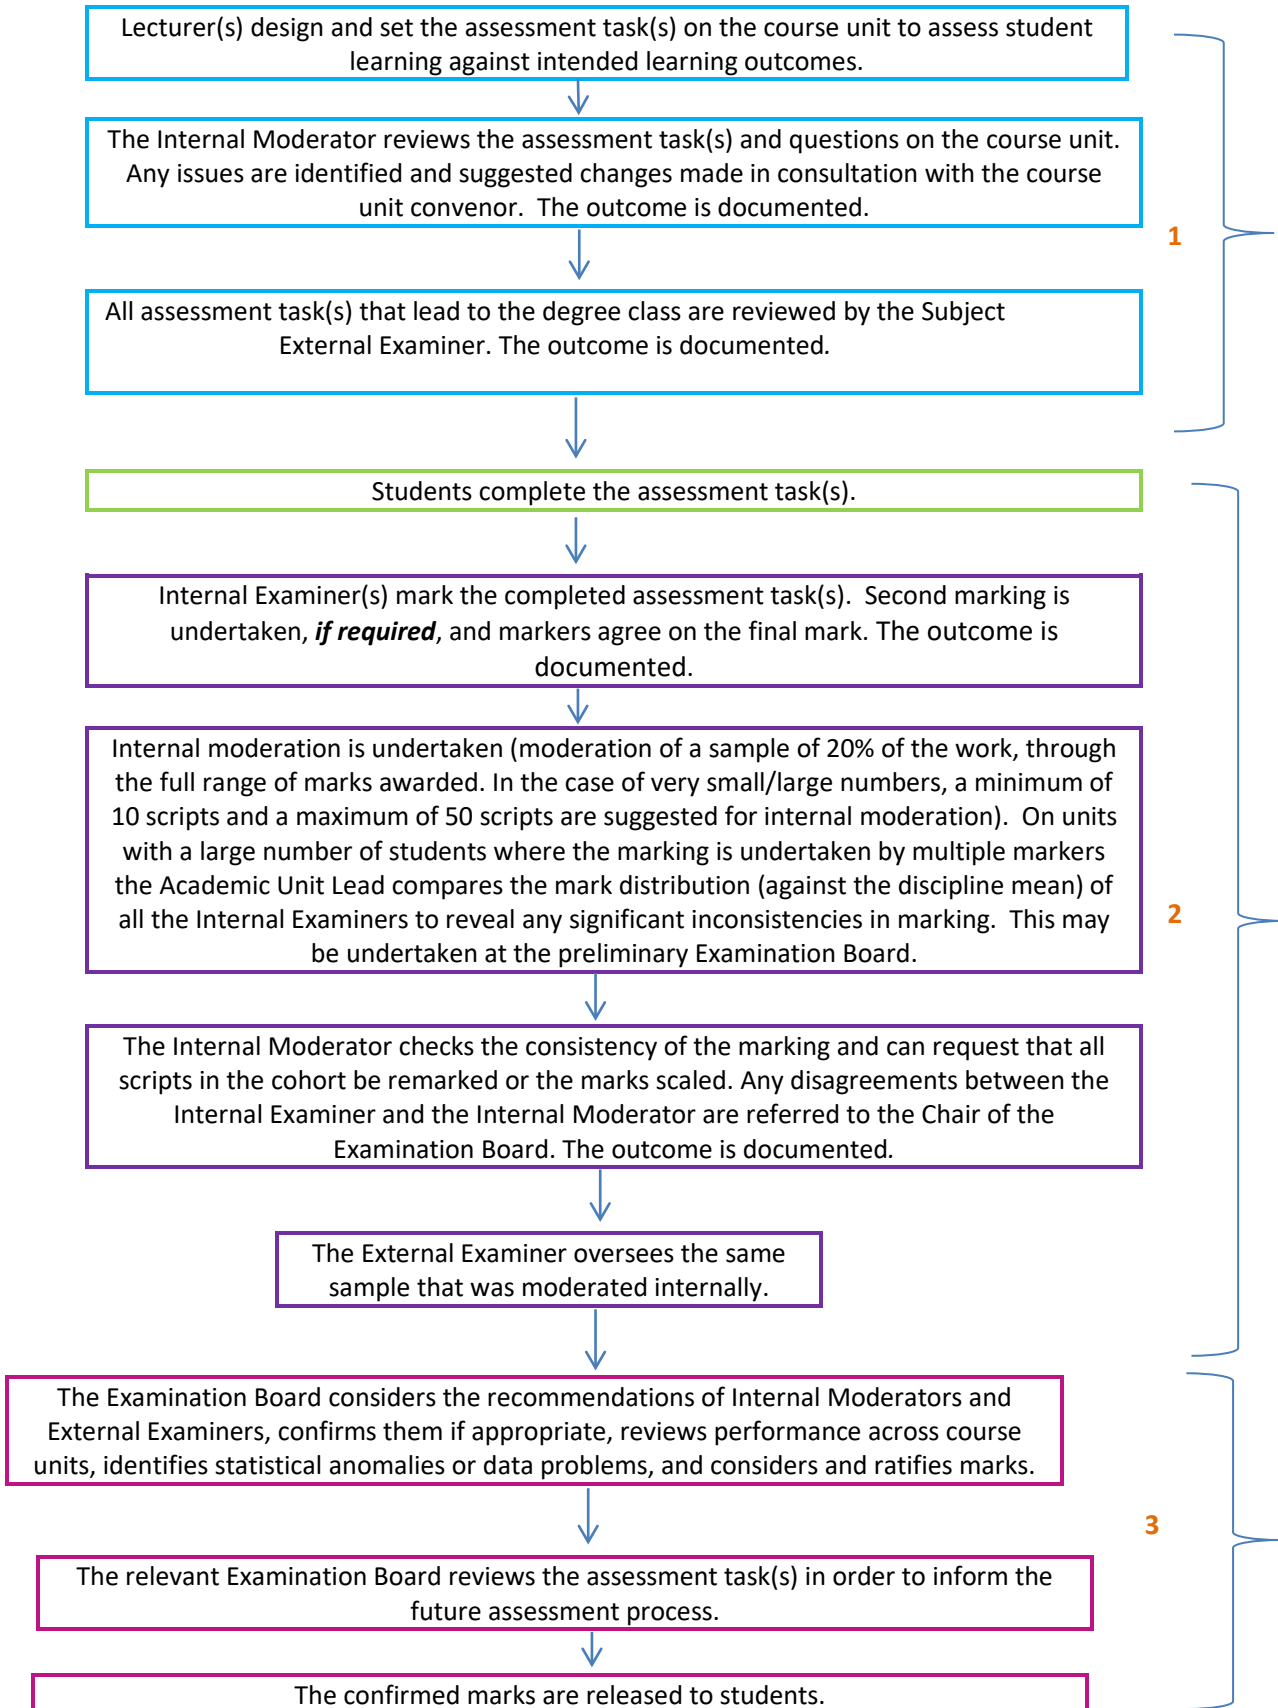 Lecturer(s) design and set the assessment task(s) on the course unit to assess student
learning against intended learning outcomes.
The Internal Moderator reviews the assessment task(s) and questions on the course unit.
Any issues are identified and suggested changes made in consultation with the course
unit convenor.  The outcome is documented.
1
All assessment task(s) that lead to the degree class are reviewed by the Subject
External Examiner. The outcome is documented.
Students complete the assessment task(s).
Internal Examiner(s) mark the completed assessment task(s).  Second marking is
undertaken, if required, and markers agree on the final mark. The outcome is
documented.
Internal moderation is undertaken (moderation of a sample of 20% of the work, through
the full range of marks awarded. In the case of very small/large numbers, a minimum of
10 scripts and a maximum of 50 scripts are suggested for internal moderation).  On units
with a large number of students where the marking is undertaken by multiple markers
the Academic Unit Lead compares the mark distribution (against the discipline mean) of
all the Internal Examiners to reveal any significant inconsistencies in marking.  This may
be undertaken at the preliminary Examination Board.
2
The Internal Moderator checks the consistency of the marking and can request that all
scripts in the cohort be remarked or the marks scaled. Any disagreements between the
Internal Examiner and the Internal Moderator are referred to the Chair of the
Examination Board. The outcome is documented.
The External Examiner oversees the same
sample that was moderated internally.
The Examination Board considers the recommendations of Internal Moderators and
External Examiners, confirms them if appropriate, reviews performance across course
units, identifies statistical anomalies or data problems, and considers and ratifies marks.
3
The relevant Examination Board reviews the assessment task(s) in order to inform the
future assessment process.
The confirmed marks are released to students.